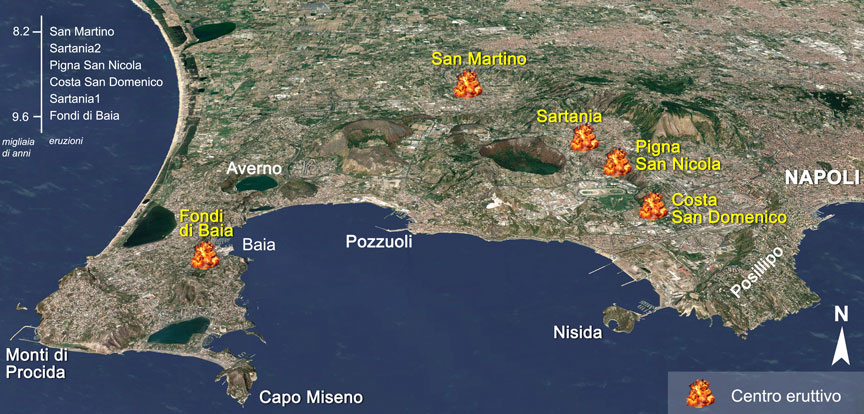 8.2
San Martino
Sartania2
Pigna San Nicola
Costa San Domenico
Sartania1
9.6
Fondi di Baia
migliaia
di anni
eruzioni
San Martino
Sartania
Pigna
San Nicola
NAPOLI
Averno
Costa
San Domenico
Fondi
di Baia
Baia
Pozzuoli
Posillipo
Nisida
N
Monti di
Procida
Capo Miseno
Centro eruttivo